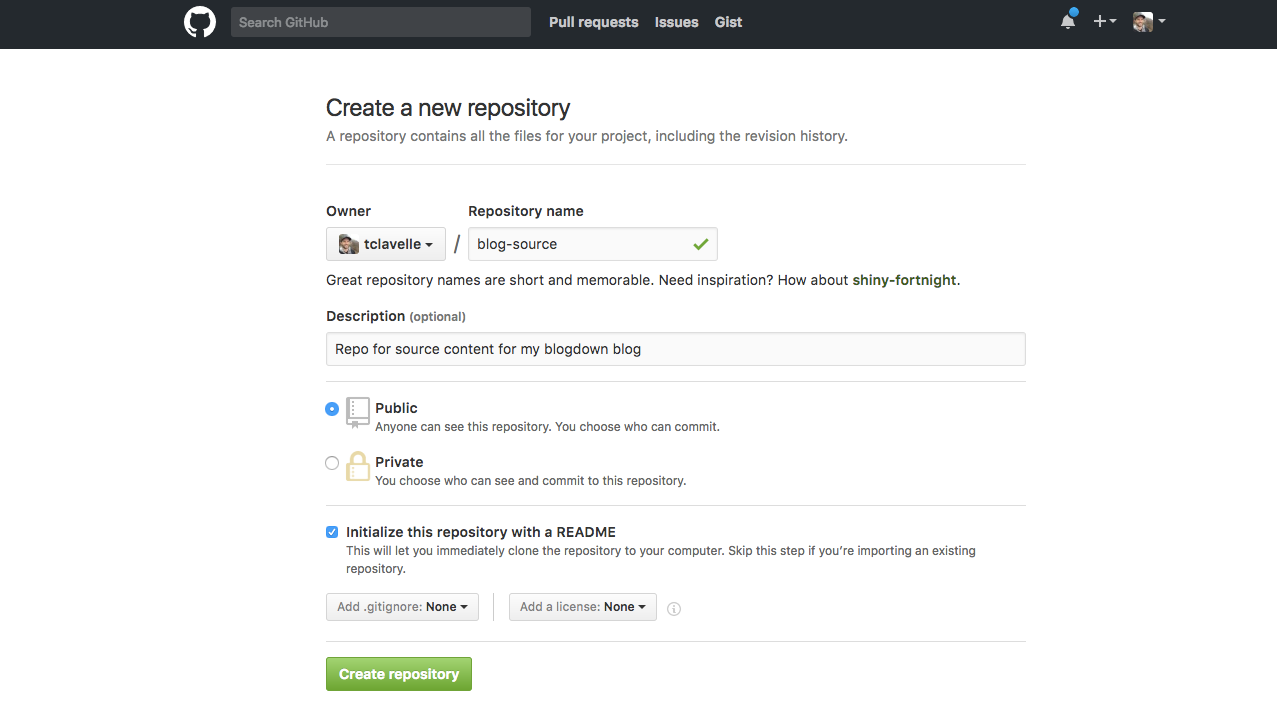 Search GitHub Pull requests Issues Gist
Create a new repository
A repository contains all the files for your project, including the revision history.
Owner Repository name
tclavelle / blog-source
Great repository names are short and memorable. Need inspiration? How about shiny-fortnight.
Description (optional)
Repo for source content for my blogdown blog
Public
Anyone can see this repository. You choose who can commit.
Private
You choose who can see and commit to this repository.
Initialize this repository with a README
This will let you immediately clone the repository to your computer. Skip this step if you’re importing an existing
repository.
Add .gitignore: None Add a license: None
Create repository